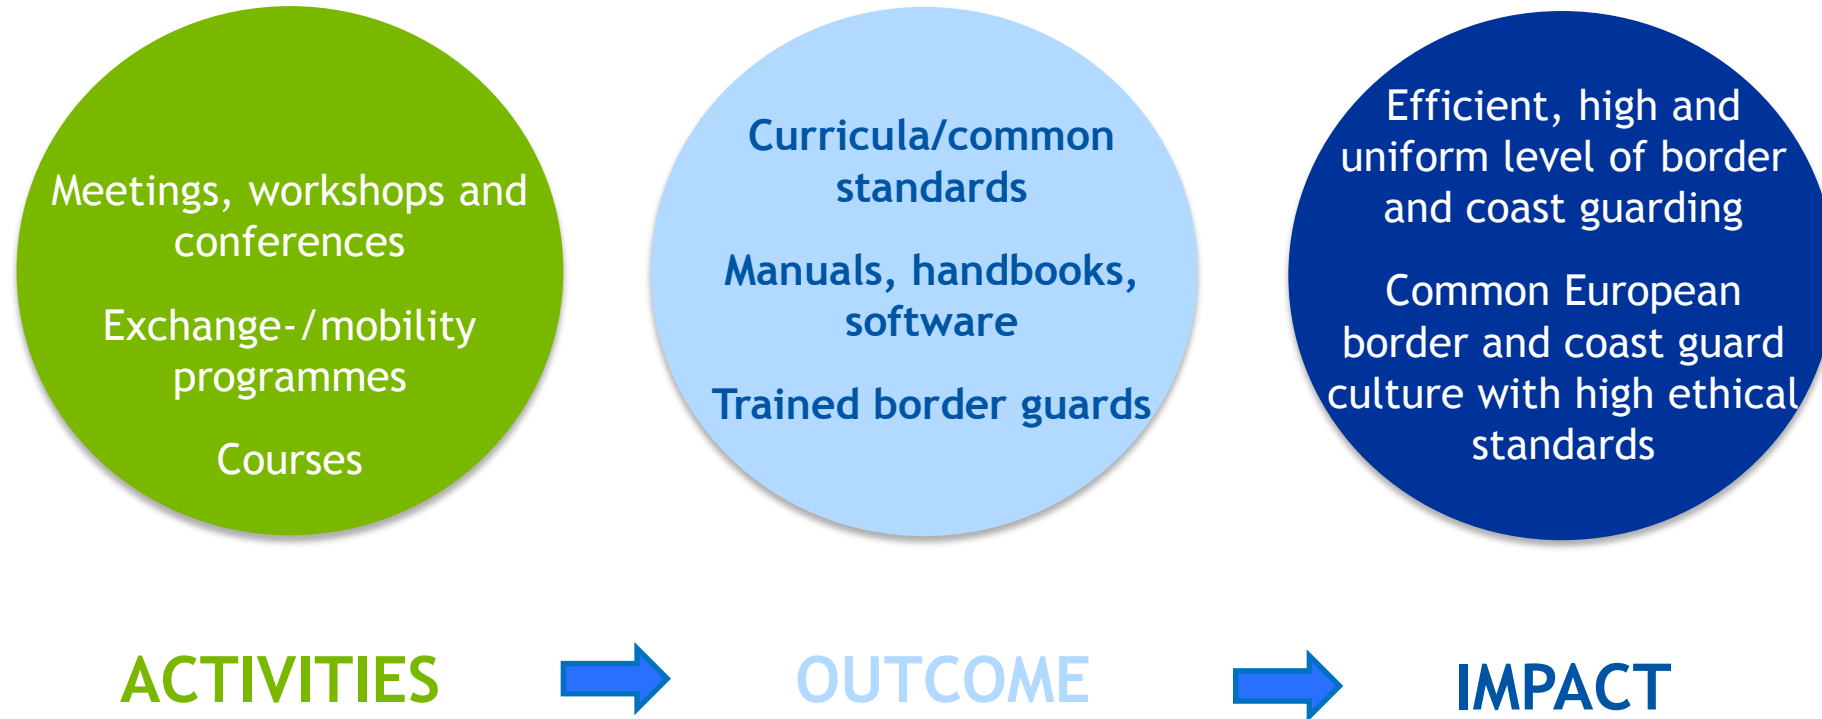 Meetings, workshops and
conferences
Exchange-/mobility
programmes
Courses
Curricula/common
standards
Manuals, handbooks,
software
Trained border guards
Efficient, high and
uniform level of border
and coast guarding
Common European
border and coast guard
culture with high ethical
standards
ACTIVITIES
OUTCOME
IMPACT